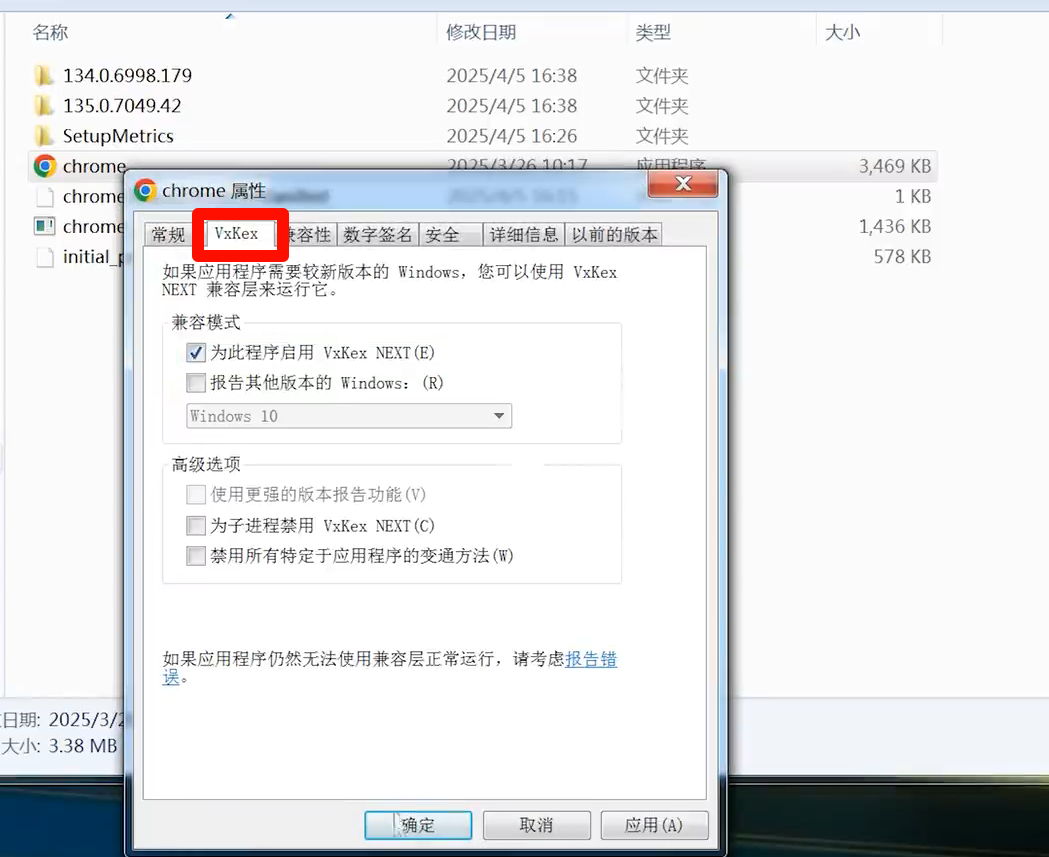 名称 修改日期 类型 大小
134.0.6998.179 2025/4/5 16:38 文件夹
135.0.7049.42 2025/4/5 16:38 文件夹
SetupMetrics 2025/4/5 16:26 文件夹
chrome 2025/3/26 10:17 应用程序 3,469 KB
chrome 1 KB
chrome 1,436 KB
initial_p 578 KB
chrome 属性
常规 VxKex 兼容性 数字签名 安全 详细信息 以前的版本
如果应用程序需要较新版本的 Windows，您可以使用 VxKex
NEXT 兼容层来运行它。
兼容模式
为此程序启用 VxKex NEXT(E)
报告其他版本的 Windows：(R)
Windows 10
高级选项
使用更强的版本报告功能(V)
为子进程禁用 VxKex NEXT(C)
禁用所有特定于应用程序的变通方法(W)
如果应用程序仍然无法使用兼容层正常运行，请考虑报告错
误。
日期: 2025/3/2
大小: 3.38 MB
确定 取消 应用(A)